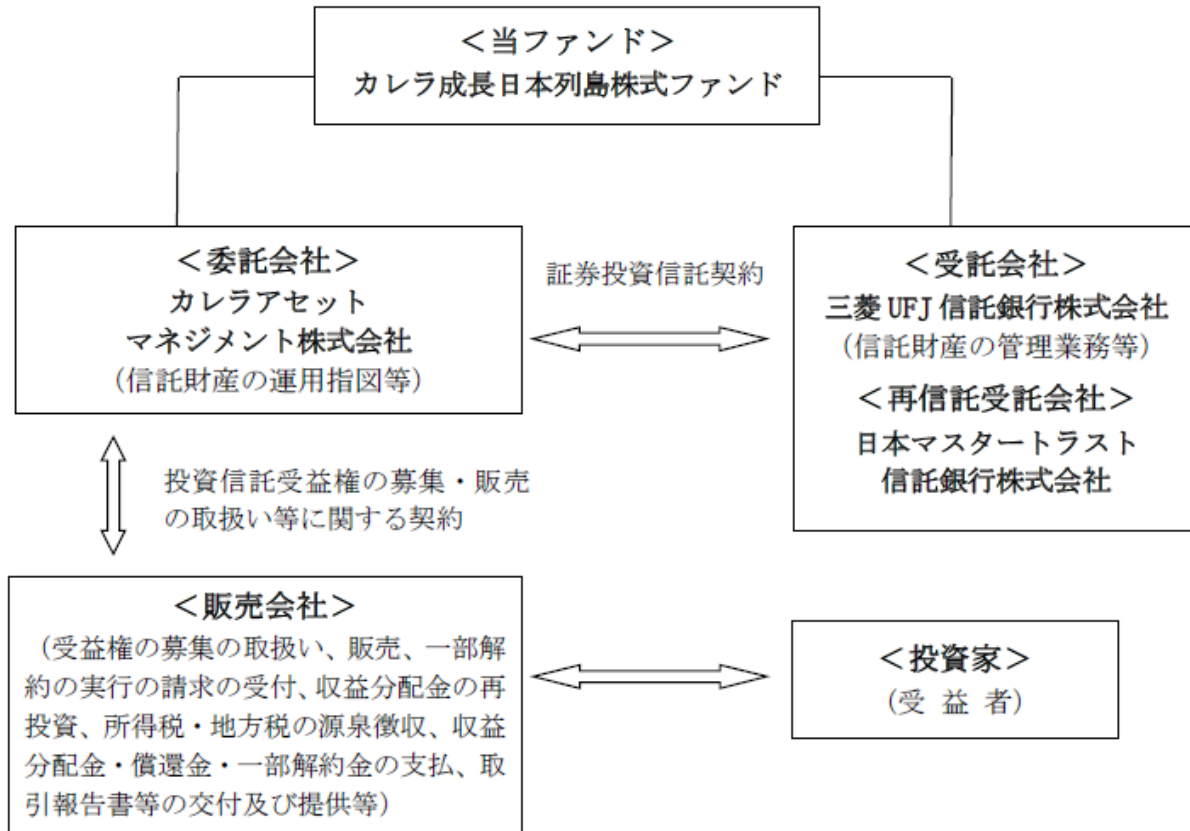 ＜当ファンド＞
カレラ成長日本列島株式ファンド
＜委託会社＞
カレラアセット
マネジメント株式会社
（信託財産の運用指図等）
証券投資信託契約
＜受託会社＞
三菱 UFJ 信託銀行株式会社
（信託財産の管理業務等）
＜再信託受託会社＞
日本マスタートラスト
信託銀行株式会社
投資信託受益権の募集・販売
の取扱い等に関する契約
＜販売会社＞
（受益権の募集の取扱い、販売、一部解
約の実行の請求の受付、収益分配金の再
投資、所得税・地方税の源泉徴収、収益
分配金・償還金・一部解約金の支払、取
引報告書等の交付及び提供等）
＜投資家＞
（受 益 者）